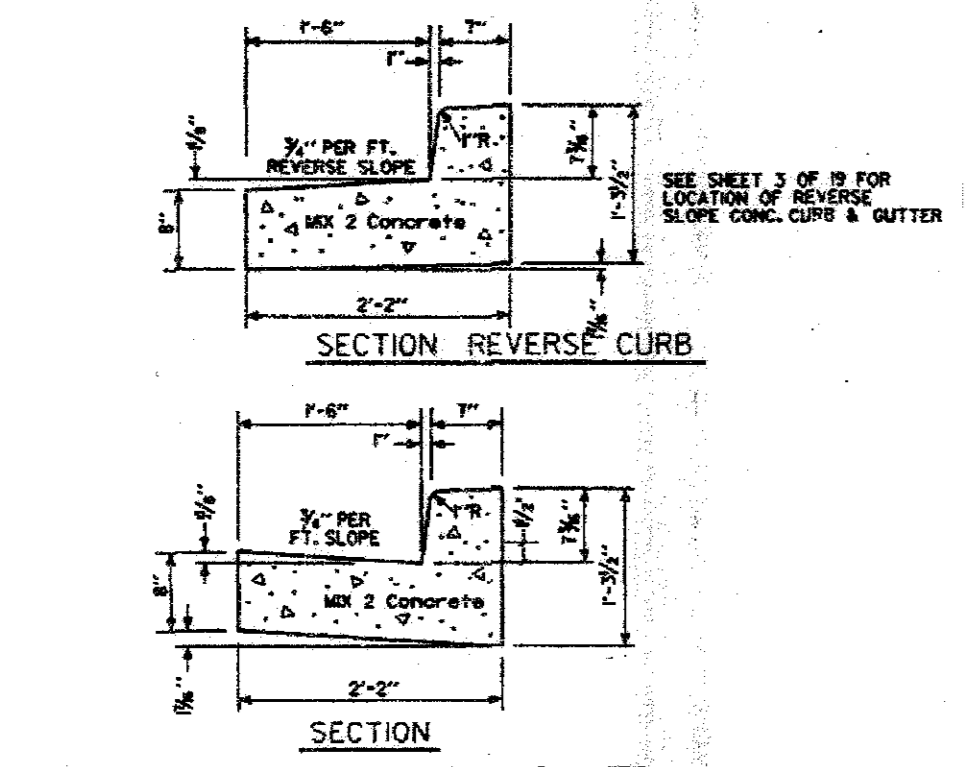 1'-6"
7"
1"
3/4" PER FT.
REVERSE SLOPE
1"R.
1'-3 1/2"
8"
MIX 2 Concrete
SEE SHEET 3 OF 19 FOR
LOCATION OF REVERSE
SLOPE CONC. CURB & GUTTER
2'-2"
SECTION REVERSE CURB
1'-6"
7"
1"
3/4" PER
FT. SLOPE
1"R
1'-3 1/2"
8"
MIX 2 Concrete
2'-2"
SECTION